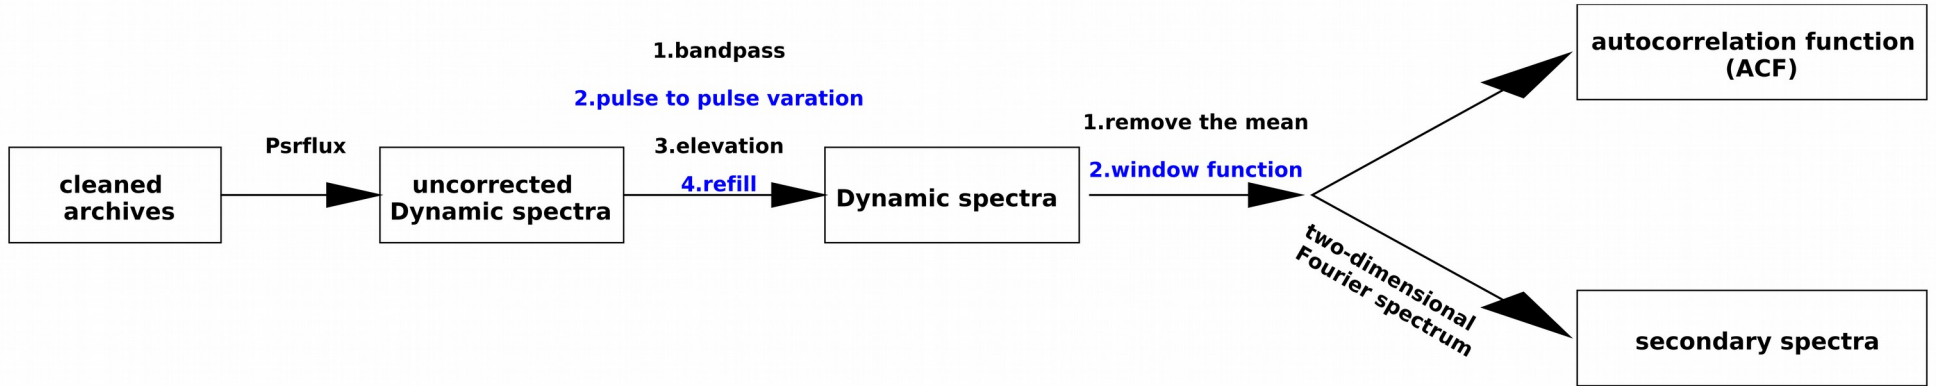 cleaned
archives
Psrflux
uncorrected
Dynamic spectra
1.bandpass
2.pulse to pulse varation
3.elevation
4.refill
Dynamic spectra
1.remove the mean
2.window function
autocorrelation function
(ACF)
two-dimensional
Fourier spectrum
secondary spectra